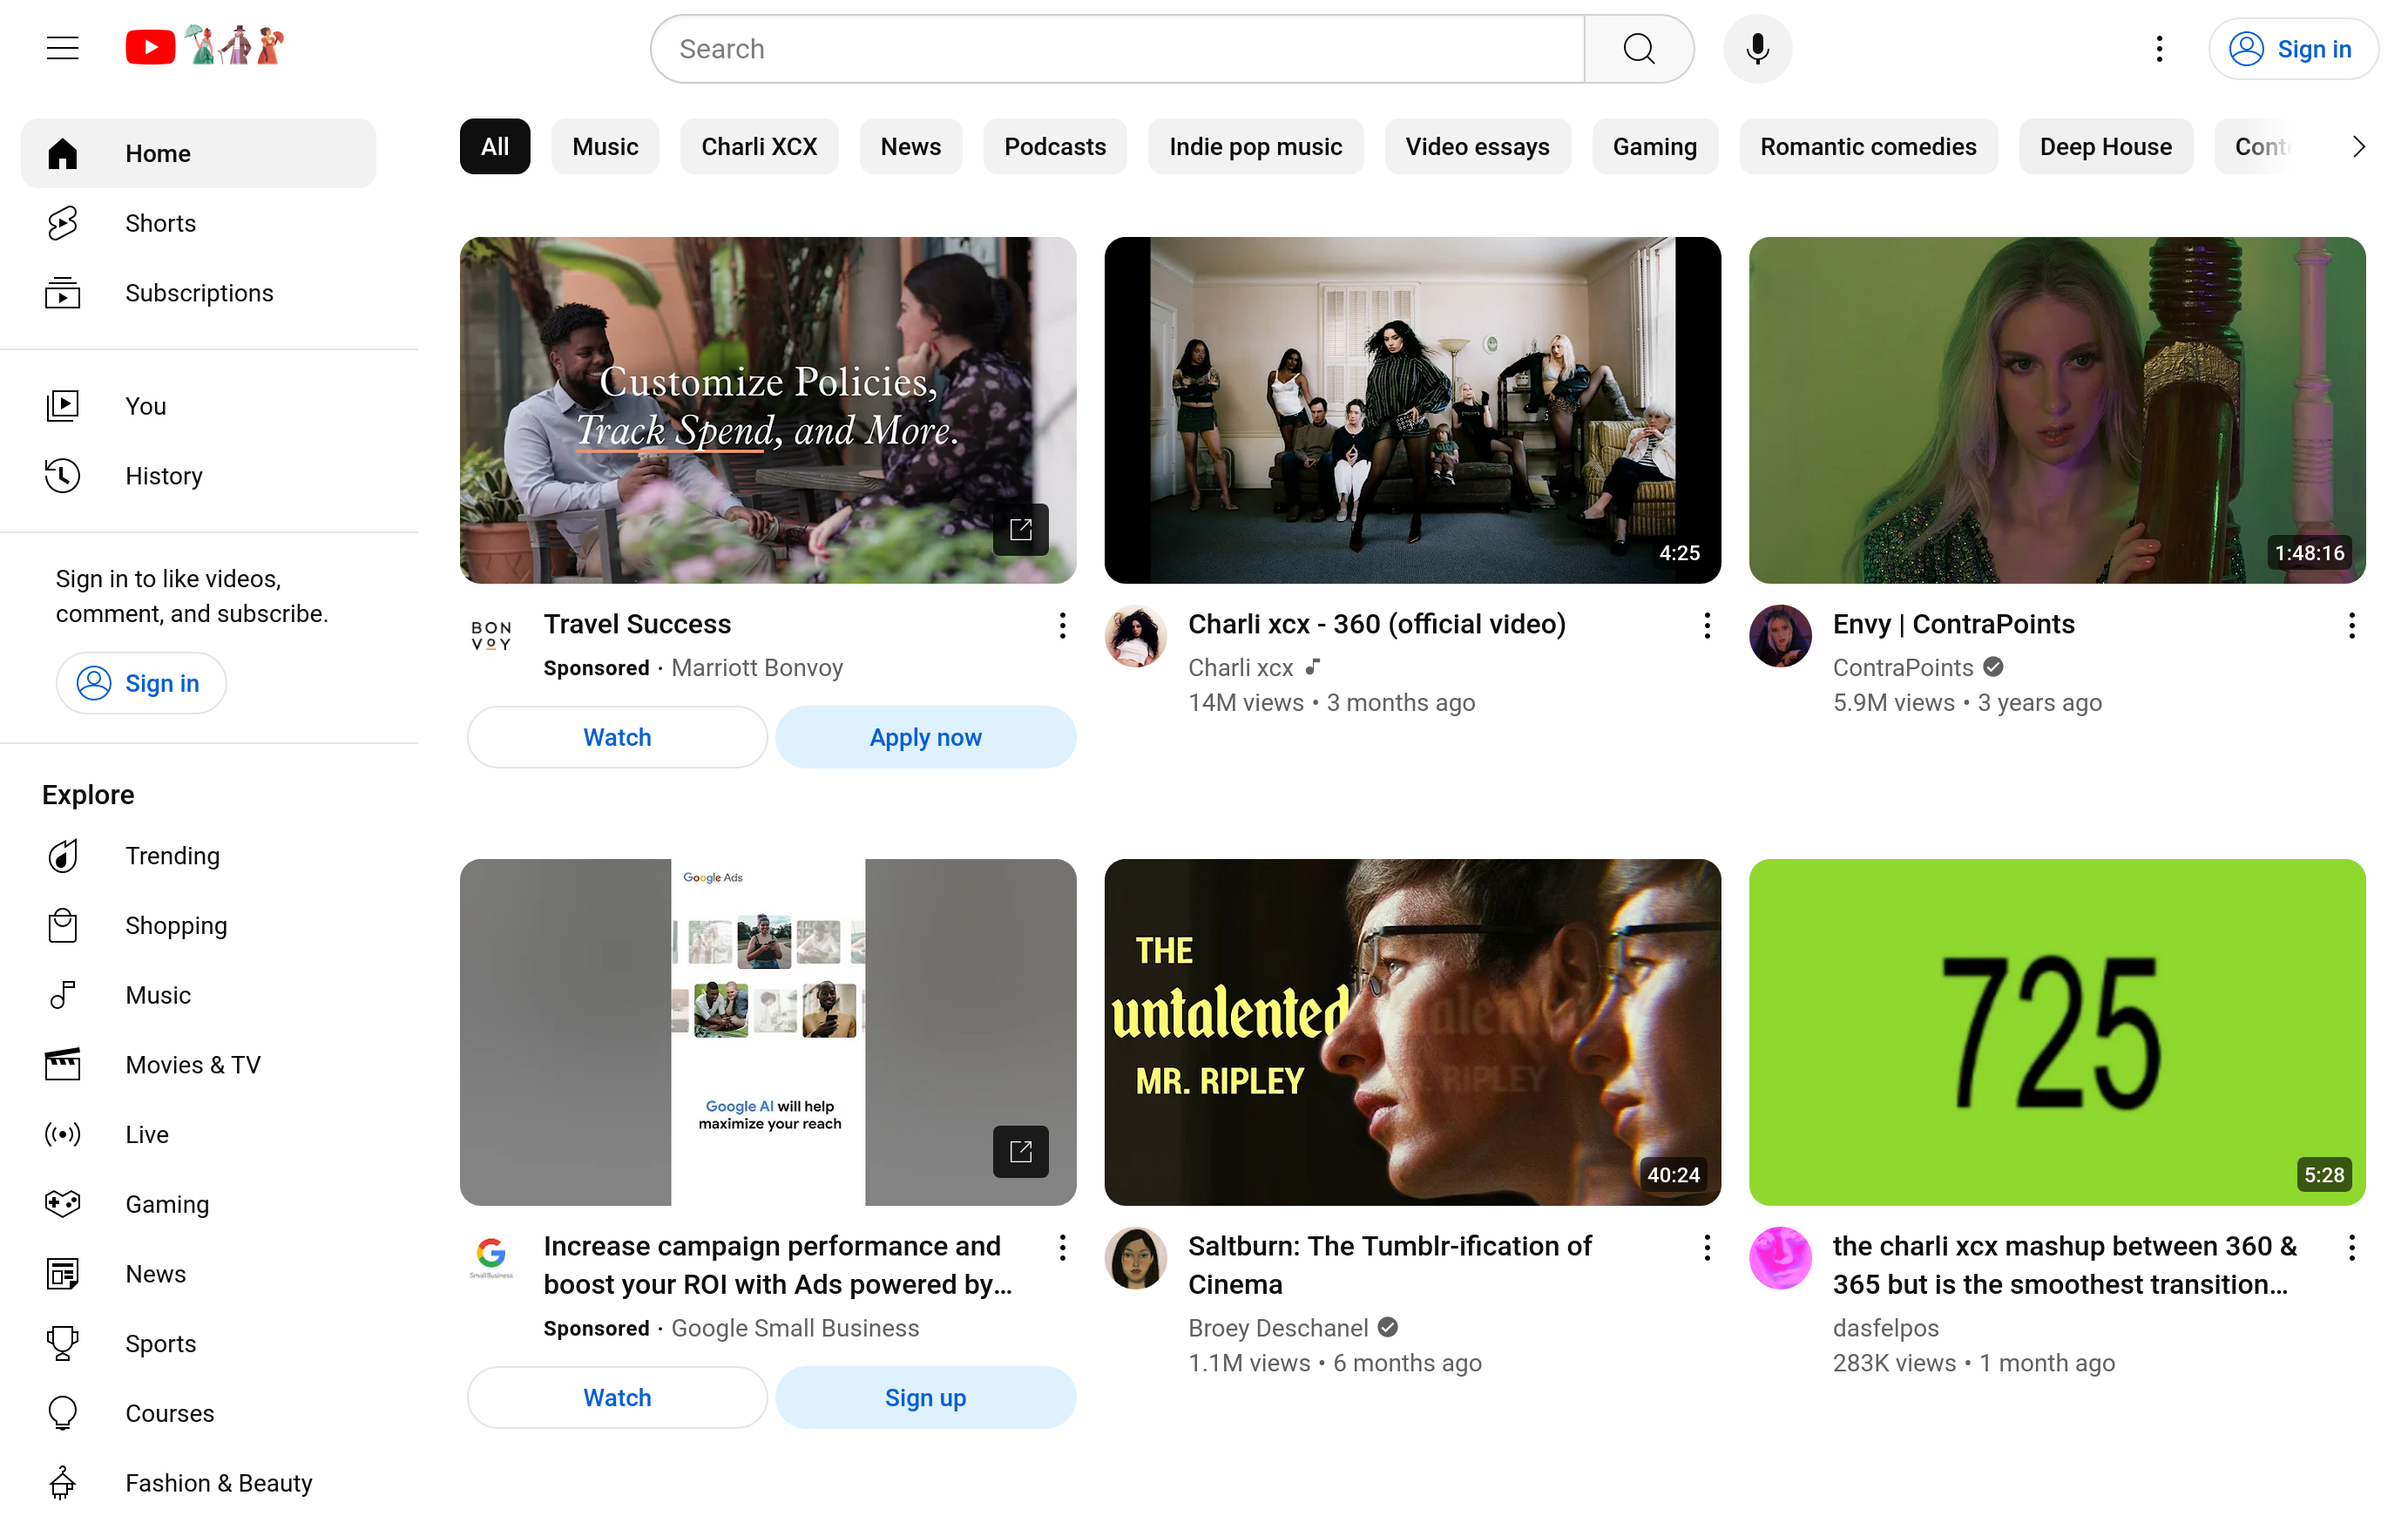 Search
Sign in
Home
Shorts
Subscriptions
You
History
Sign in to like videos,
comment, and subscribe.
Sign in
Explore
Trending
Shopping
Music
Movies & TV
Live
Gaming
News
Sports
Courses
Fashion & Beauty
All
Music
Charli XCX
News
Podcasts
Indie pop music
Video essays
Gaming
Romantic comedies
Deep House
Conte
Customize Policies,
Track Spend, and More.
BON
VOY
Travel Success
Sponsored · Marriott Bonvoy
Watch
Apply now
4:25
Charli xcx - 360 (official video)
Charli xcx
14M views • 3 months ago
1:48:16
Envy | ContraPoints
ContraPoints
5.9M views • 3 years ago
Google Ads
Google AI will help
maximize your reach
Small Business
Increase campaign performance and
boost your ROI with Ads powered by...
Sponsored · Google Small Business
Watch
Sign up
THE
untalented
MR. RIPLEY
40:24
Saltburn: The Tumblr-ification of
Cinema
Broey Deschanel
1.1M views • 6 months ago
725
5:28
the charli xcx mashup between 360 &
365 but is the smoothest transition...
dasfelpos
283K views • 1 month ago